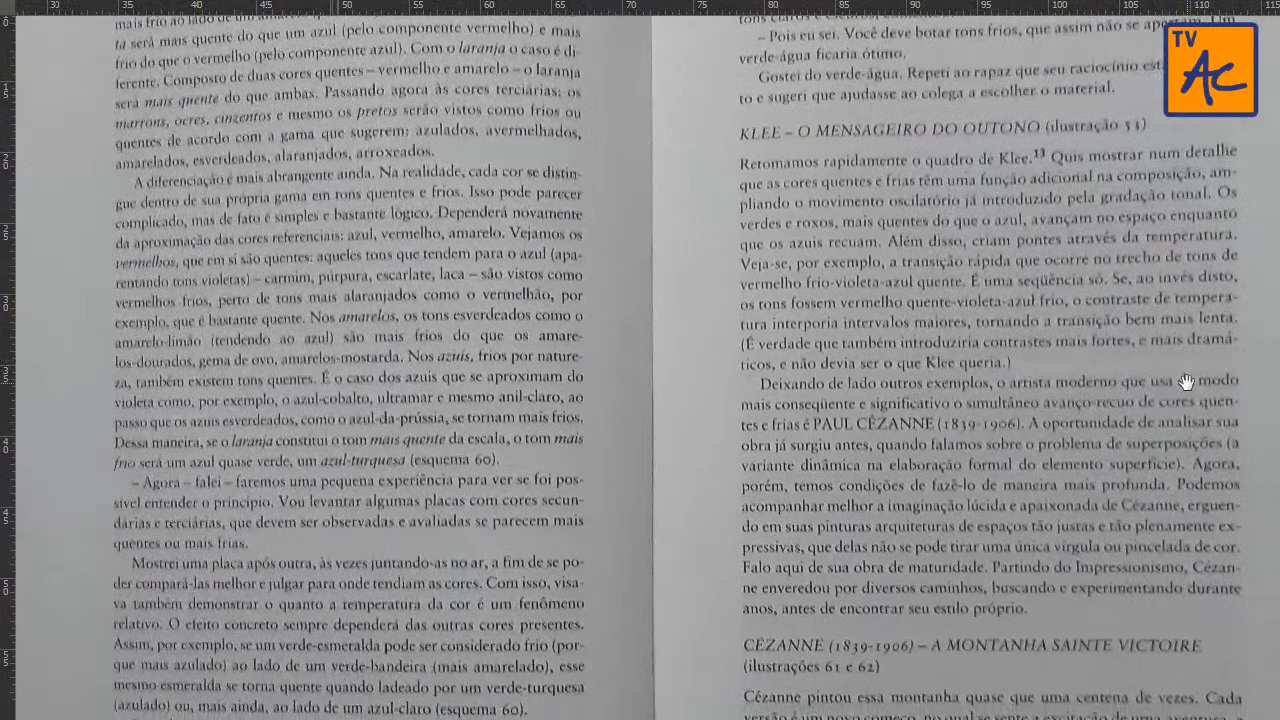 mais frio ao lado de um amarelo
ta será mais quente do que um azul (pelo componente vermelho) e mais
frio do que o vermelho (pelo componente azul). Com o laranja o caso é di-
ferente. Composto de duas cores quentes – vermelho e amarelo – o laranja
será mais quente do que ambas. Passando agora às cores terciárias: os
marrons, ocres, cinzentos e mesmo os pretos serão vistos como frios ou
quentes de acordo com a gama que sugerem: azulados, avermelhados,
amarelados, esverdeados, alaranjados, arroxeados.
A diferenciação é mais abrangente ainda. Na realidade, cada cor se distin-
gue dentro de sua própria gama em tons quentes e frios. Isso pode parecer
complicado, mas de fato é simples e bastante lógico. Dependerá novamente
da aproximação das cores referenciais: azul, vermelho, amarelo. Vejamos os
vermelhos, que em si são quentes: aqueles tons que tendem para o azul (apa-
rentando tons violetas) – carmim, púrpura, escarlate, laca – são vistos como
vermelhos frios, perto de tons mais alaranjados como o vermelhão, por
exemplo, que é bastante quente. Nos amarelos, os tons esverdeados como o
amarelo-limão (tendendo ao azul) são mais frios do que os amare-
los-dourados, gema de ovo, amarelos-mostarda. Nos azuis, frios por nature-
za, também existem tons quentes. É o caso dos azuis que se aproximam do
violeta como, por exemplo, o azul-cobalto, ultramar e mesmo anil-claro, ao
passo que os azuis esverdeados, como o azul-da-prússia, se tornam mais frios.
Dessa maneira, se o laranja constitui o tom mais quente da escala, o tom mais
frio será um azul quase verde, um azul-turquesa (esquema 60).
– Agora – falei – faremos uma pequena experiência para ver se foi pos-
sível entender o princípio. Vou levantar algumas placas com cores secun-
dárias e terciárias, que devem ser observadas e avaliadas se parecem mais
quentes ou mais frias.
Mostrei uma placa após outra, às vezes juntando-as no ar, a fim de se po-
der compará-las melhor e julgar para onde tendiam as cores. Com isso, visa-
va também demonstrar o quanto a temperatura da cor é um fenômeno
relativo. O efeito concreto sempre dependerá das outras cores presentes.
Assim, por exemplo, se um verde-esmeralda pode ser considerado frio (por-
que mais azulado) ao lado de um verde-bandeira (mais amarelado), esse
mesmo esmeralda se torna quente quando ladeado por um verde-turquesa
(azulado) ou, mais ainda, ao lado de um azul-claro (esquema 60).
tons claros e
– Pois eu sei. Você deve botar tons frios, que assim não se Um
verde-água ficaria ótimo.
Gostei do verde-água. Repeti ao rapaz que seu raciocínio
to e sugeri que ajudasse ao colega a escolher o material.
KLEE – O MENSAGEIRO DO OUTONO (ilustração 51)
Retomamos rapidamente o quadro de Klee.¹³ Quis mostrar num detalhe
que as cores quentes e frias têm uma função adicional na composição, am-
pliando o movimento oscilatório já introduzido pela gradação tonal. Os
verdes e roxos, mais quentes do que o azul, avançam no espaço enquanto
que os azuis recuam. Além disso, criam pontes através da temperatura.
Veja-se, por exemplo, a transição rápida que ocorre no trecho de tons de
vermelho frio-violeta-azul quente. É uma seqüência só. Se, ao invés disto,
os tons fossem vermelho quente-violeta-azul frio, o contraste de tempera-
tura interporia intervalos maiores, tornando a transição bem mais lenta.
(É verdade que também introduziria contrastes mais fortes, e mais dramá-
ticos, e não devia ser o que Klee queria.)
Deixando de lado outros exemplos, o artista moderno que usa modo
mais conseqüente e significativo o simultâneo avanço-recuo de cores quen-
tes e frias é PAUL CÉZANNE (1839-1906). A oportunidade de analisar sua
obra já surgiu antes, quando falamos sobre o problema de superposições (a
variante dinâmica na elaboração formal do elemento superfície). Agora,
porém, temos condições de fazê-lo de maneira mais profunda. Podemos
acompanhar melhor a imaginação lúcida e apaixonada de Cézanne, erguen-
do em suas pinturas arquiteturas de espaços tão justas e tão plenamente ex-
pressivas, que delas não se pode tirar uma única vírgula ou pincelada de cor.
Falo aqui de sua obra de maturidade. Partindo do Impressionismo, Cézan-
ne enveredou por diversos caminhos, buscando e experimentando durante
anos, antes de encontrar seu estilo próprio.
CÉZANNE (1839-1906) – A MONTANHA SAINTE VICTOIRE
(ilustrações 61 e 62)
Cézanne pintou essa montanha quase que uma centena de vezes. Cada
versão é um novo começo, no qual se sente a excitação de uma aventura
TV
AC